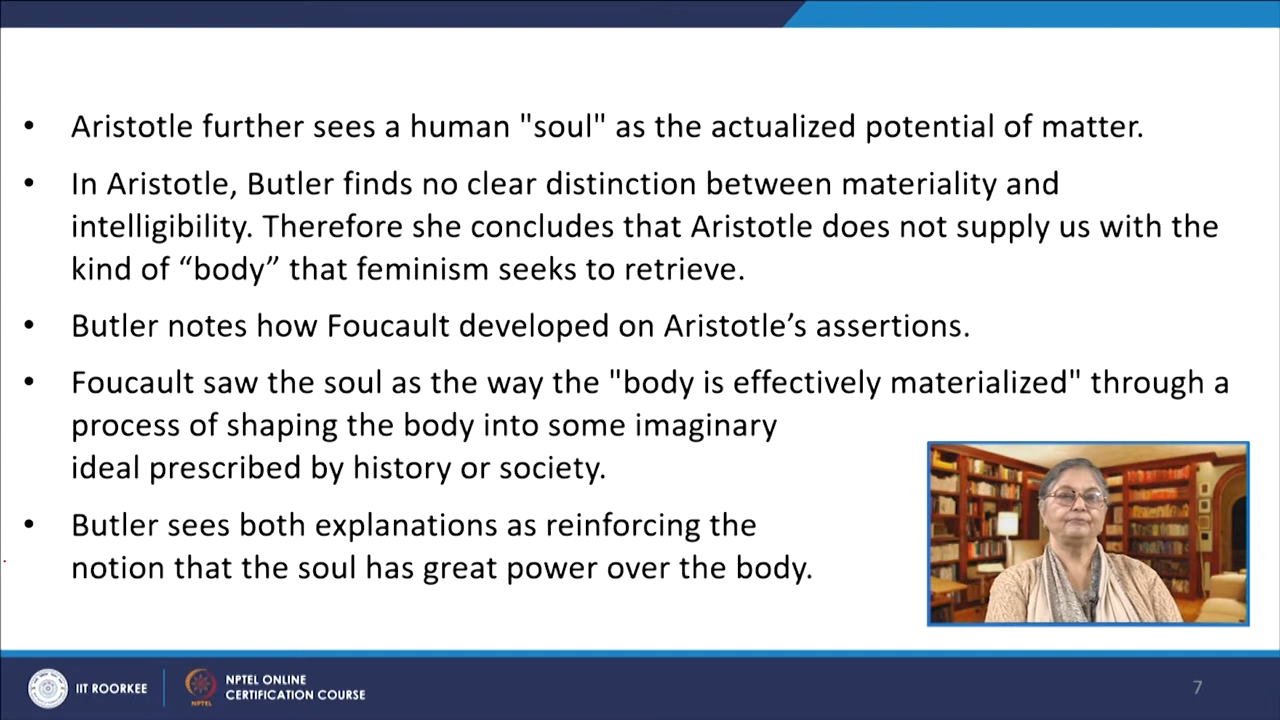 • Aristotle further sees a human "soul" as the actualized potential of matter.
• In Aristotle, Butler finds no clear distinction between materiality and
intelligibility. Therefore she concludes that Aristotle does not supply us with the
kind of “body” that feminism seeks to retrieve.
• Butler notes how Foucault developed on Aristotle’s assertions.
• Foucault saw the soul as the way the "body is effectively materialized" through a
process of shaping the body into some imaginary
ideal prescribed by history or society.
• Butler sees both explanations as reinforcing the
notion that the soul has great power over the body.
IIT ROORKEE
NPTEL
NPTEL ONLINE
CERTIFICATION COURSE
7